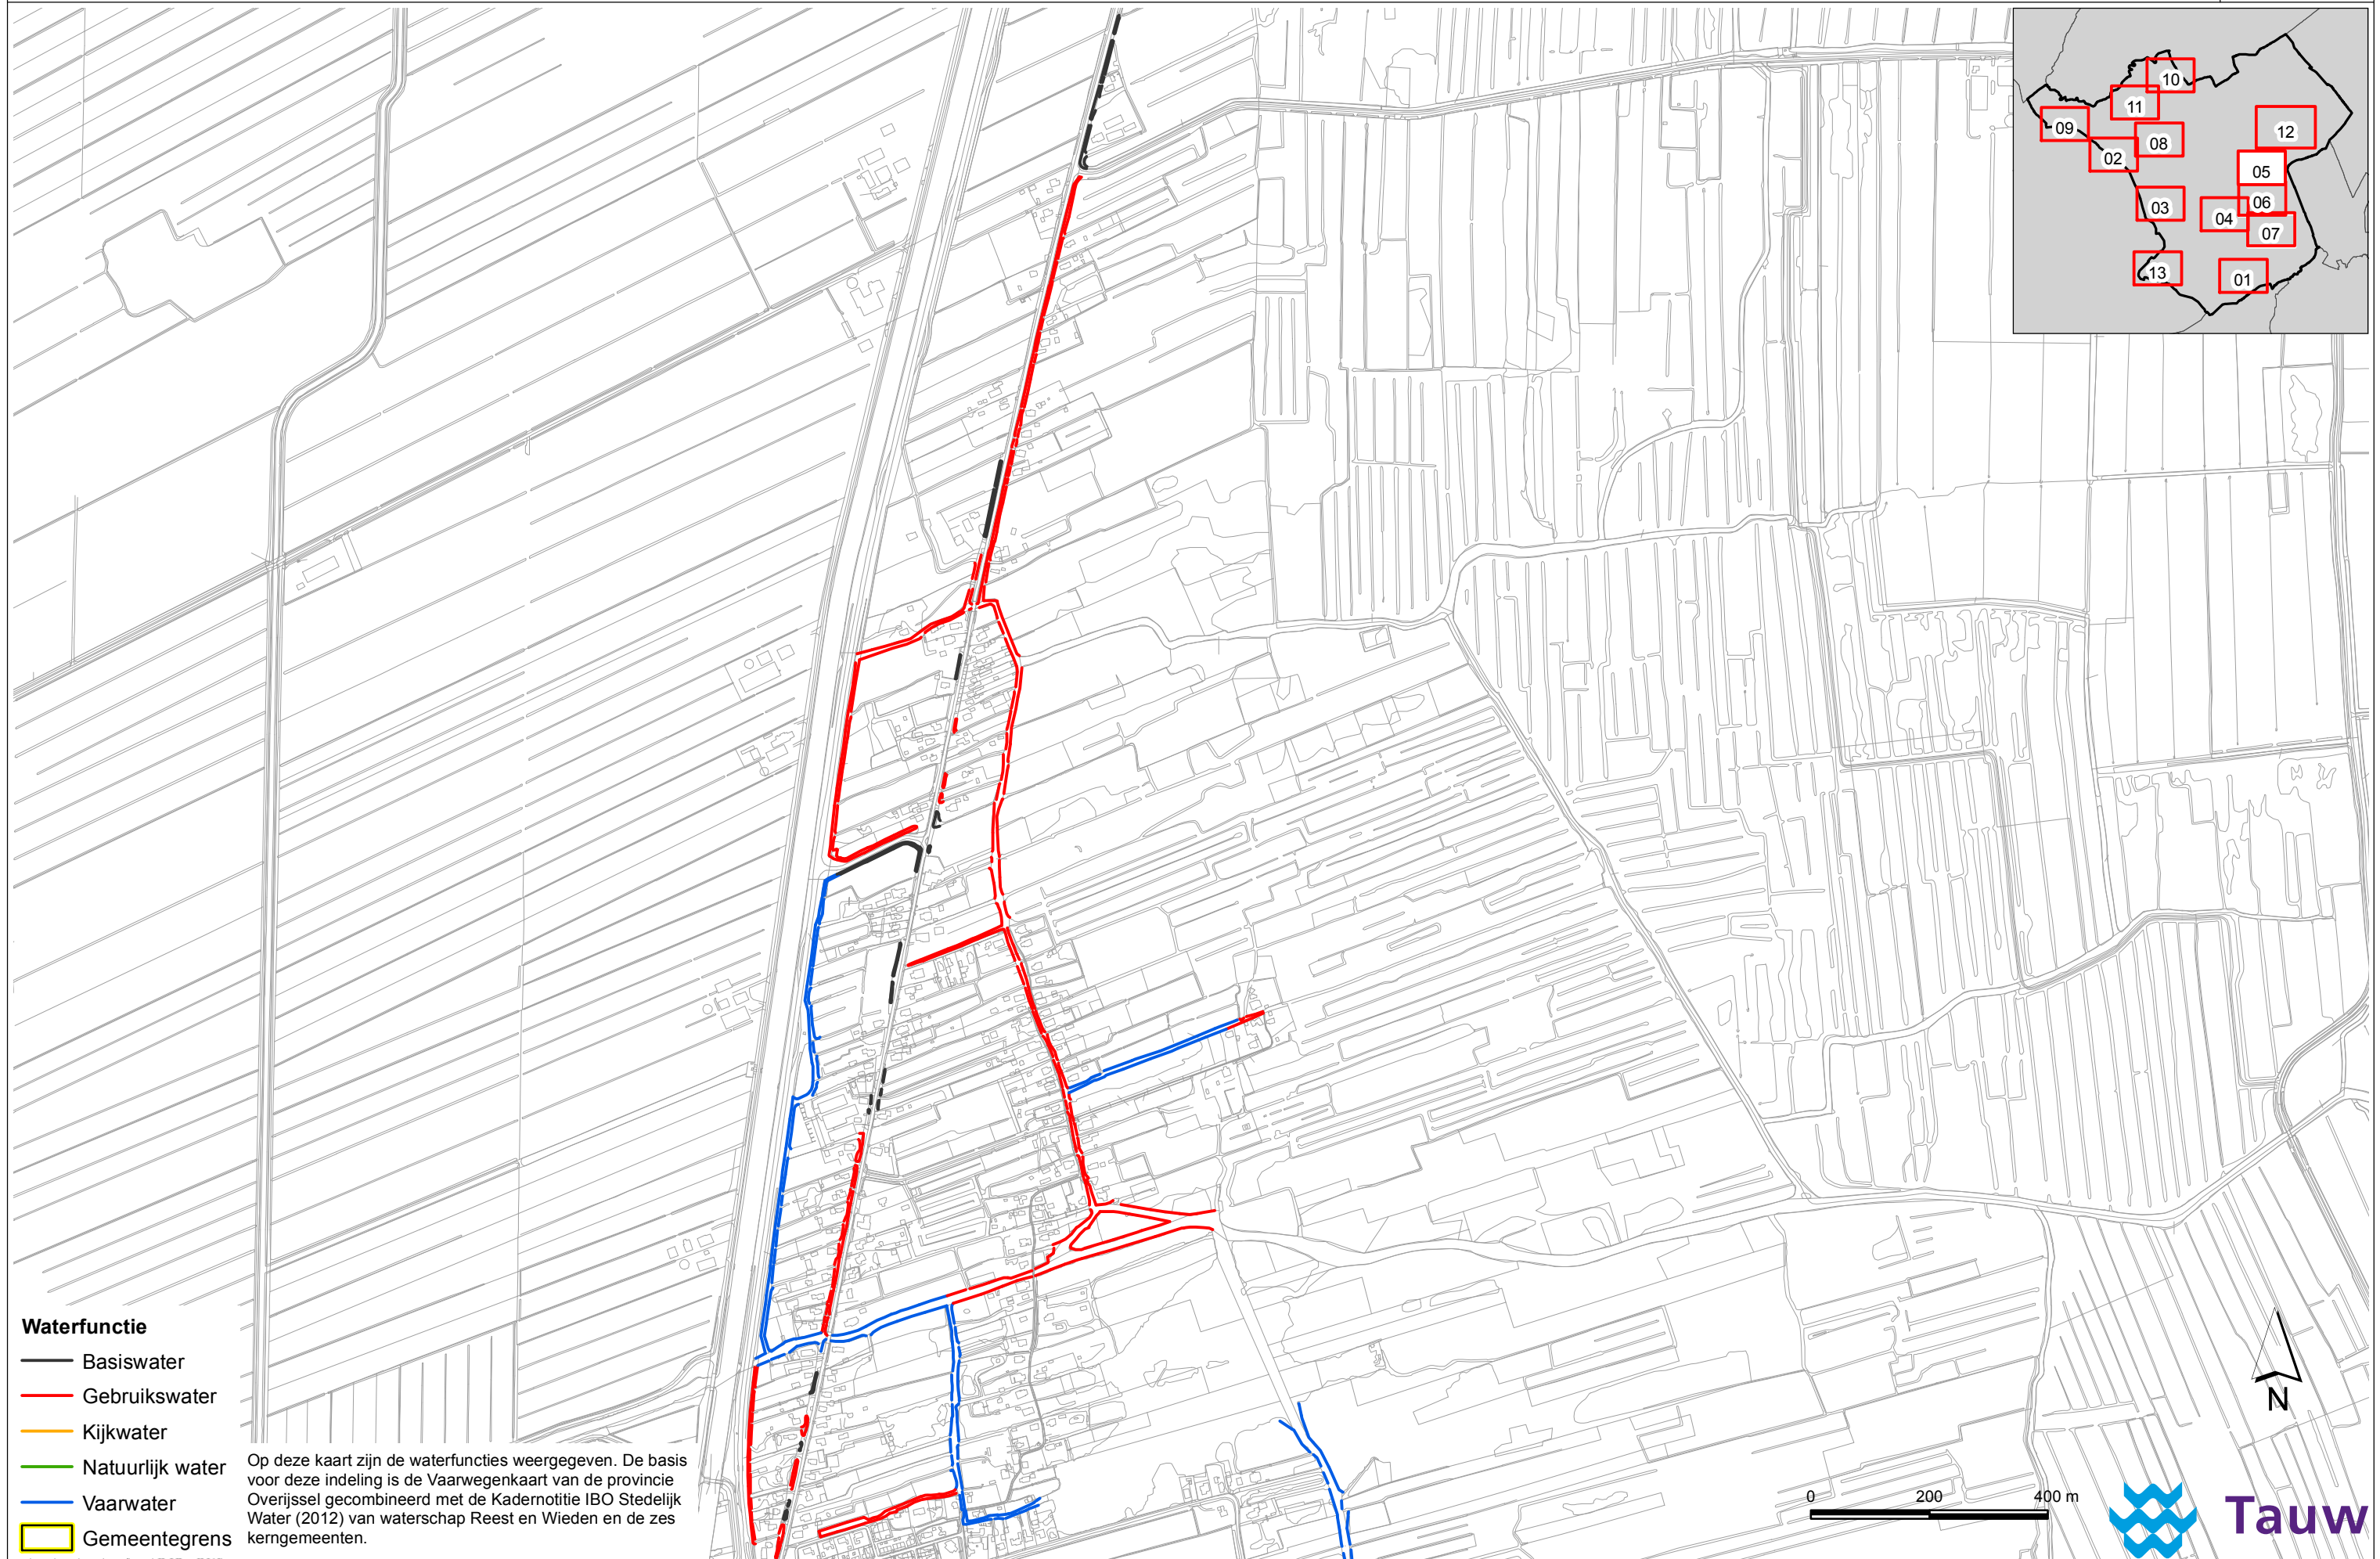 10
11
09
12
08
02
05
03
06
04
07
13
01
Waterfunctie
Basiswater
Gebruikswater
Kijkwater
Natuurlijk water
Vaarwater
Gemeentegrens
Op deze kaart zijn de waterfuncties weergegeven. De basis
voor deze indeling is de Vaarwegenkaart van de provincie
Overijssel gecombineerd met de Kadernotitie IBO Stedelijk
Water (2012) van waterschap Reest en Wieden en de zes
kerngemeenten.
N
0 200 400 m
Tauw